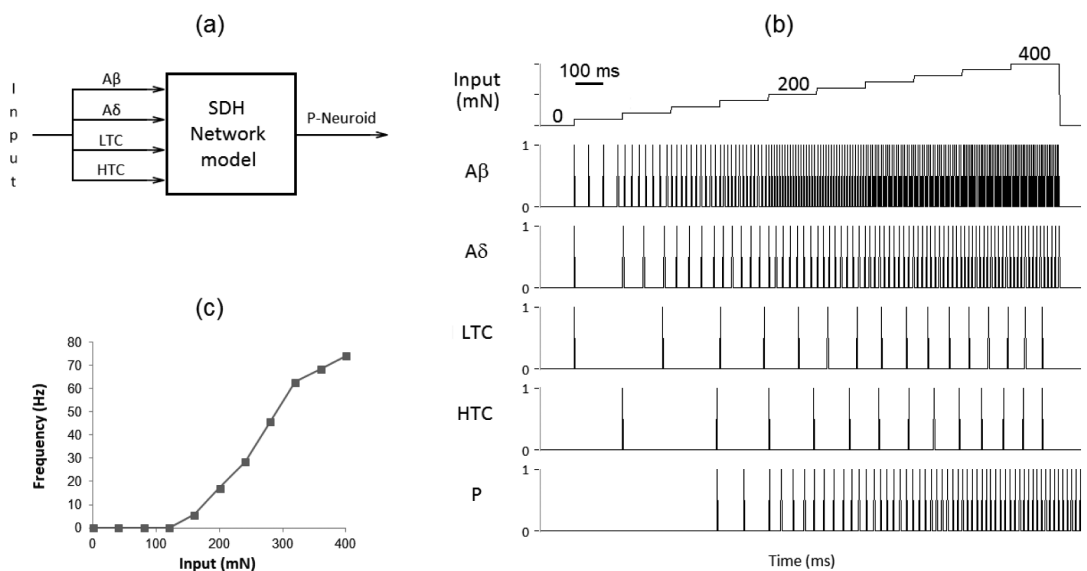 (a)
Input
Aβ
Aδ
LTC
HTC
SDH
Network
model
P-Neuroid
(b)
Input
(mN)
100 ms
0
200
400
Aβ
1
0
Aδ
1
0
LTC
1
0
HTC
1
0
P
1
0
Time (ms)
(c)
Frequency (Hz)
80
70
60
50
40
30
20
10
0
0 100 200 300 400
Input (mN)